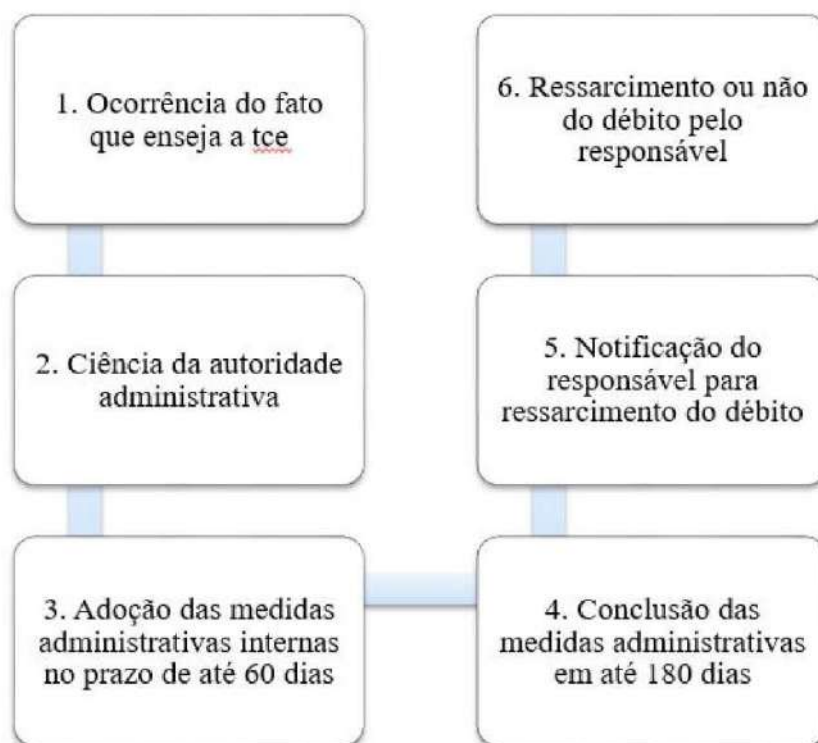 1. Ocorrência do fato
que enseja a tce
2. Ciência da autoridade
administrativa
3. Adoção das medidas
administrativas internas
no prazo de até 60 dias
4. Conclusão das
medidas administrativas
em até 180 dias
5. Notificação do
responsável para
ressarcimento do débito
6. Ressarcimento ou não
do débito pelo
responsável